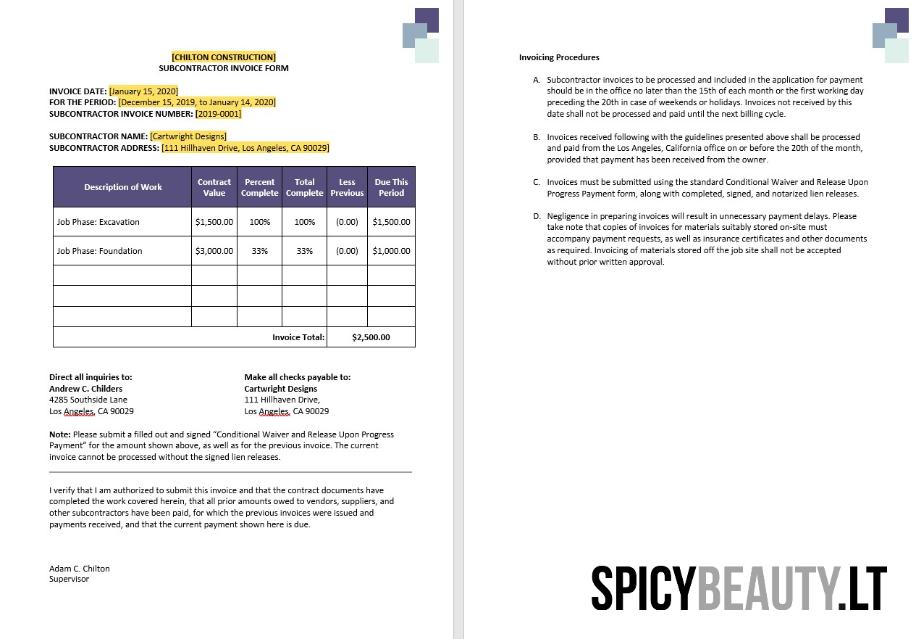 [CHILTON CONSTRUCTION]
SUBCONTRACTOR INVOICE FORM
INVOICE DATE: [January 15, 2020]
FOR THE PERIOD: [December 15, 2019, to January 14, 2020]
SUBCONTRACTOR INVOICE NUMBER: [2019-0001]
SUBCONTRACTOR NAME: [Cartwright Designs]
SUBCONTRACTOR ADDRESS: [111 Hillhaven Drive, Los Angeles, CA 90029]
Description of Work Contract Value Percent Complete Total Complete Less Previous Due This Period
Job Phase: Excavation $1,500.00 100% 100% (0.00) $1,500.00
Job Phase: Foundation $3,000.00 33% 33% (0.00) $1,000.00
Invoice Total: $2,500.00
Direct all inquiries to:
Andrew C. Childers
4285 Southside Lane
Los Angeles, CA 90029
Make all checks payable to:
Cartwright Designs
111 Hillhaven Drive,
Los Angeles, CA 90029
Note: Please submit a filled out and signed “Conditional Waiver and Release Upon Progress
Payment” for the amount shown above, as well as for the previous invoice. The current
invoice cannot be processed without the signed lien releases.
I verify that I am authorized to submit this invoice and that the contract documents have
completed the work covered herein, that all prior amounts owed to vendors, suppliers, and
other subcontractors have been paid, for which the previous invoices were issued and
payments received, and that the current payment shown here is due.
Adam C. Chilton
Supervisor
Invoicing Procedures
A. Subcontractor invoices to be processed and included in the application for payment
should be in the office no later than the 15th of each month or the first working day
preceding the 20th in case of weekends or holidays. Invoices not received by this
date shall not be processed and paid until the next billing cycle.
B. Invoices received following with the guidelines presented above shall be processed
and paid from the Los Angeles, California office on or before the 20th of the month,
provided that payment has been received from the owner.
C. Invoices must be submitted using the standard Conditional Waiver and Release Upon
Progress Payment form, along with completed, signed, and notarized lien releases.
D. Negligence in preparing invoices will result in unnecessary payment delays. Please
take note that copies of invoices for materials suitably stored on-site must
accompany payment requests, as well as insurance certificates and other documents
as required. Invoicing of materials stored off the job site shall not be accepted
without prior written approval.
SPICYBEAUTY.LT